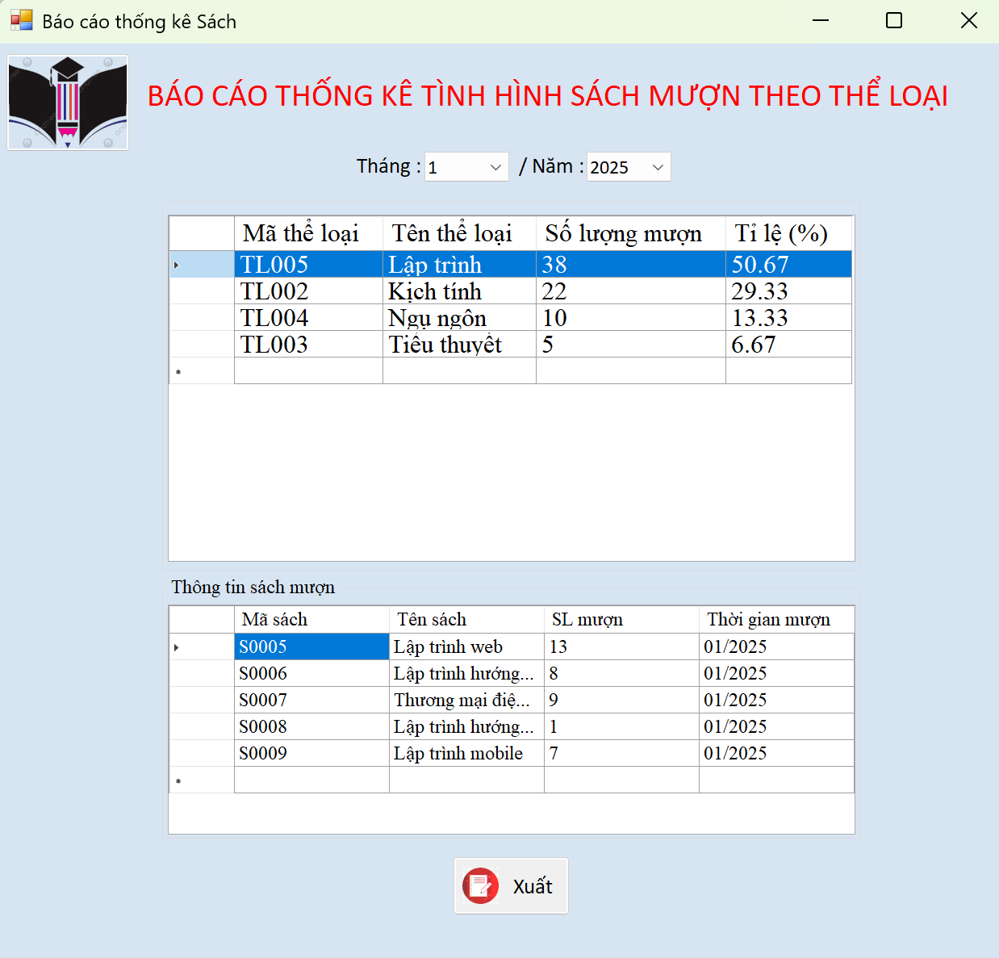 Báo cáo thống kê Sách
BÁO CÁO THỐNG KÊ TÌNH HÌNH SÁCH MƯỢN THEO THỂ LOẠI
Tháng : 1 / Năm : 2025
Mã thể loại Tên thể loại Số lượng mượn Tỉ lệ (%)
TL005 Lập trình 38 50.67
TL002 Kịch tính 22 29.33
TL004 Ngụ ngôn 10 13.33
TL003 Tiểu thuyết 5 6.67
Thông tin sách mượn
Mã sách Tên sách SL mượn Thời gian mượn
S0005 Lập trình web 13 01/2025
S0006 Lập trình hướng... 8 01/2025
S0007 Thương mại điệ... 9 01/2025
S0008 Lập trình hướng... 1 01/2025
S0009 Lập trình mobile 7 01/2025
Xuất